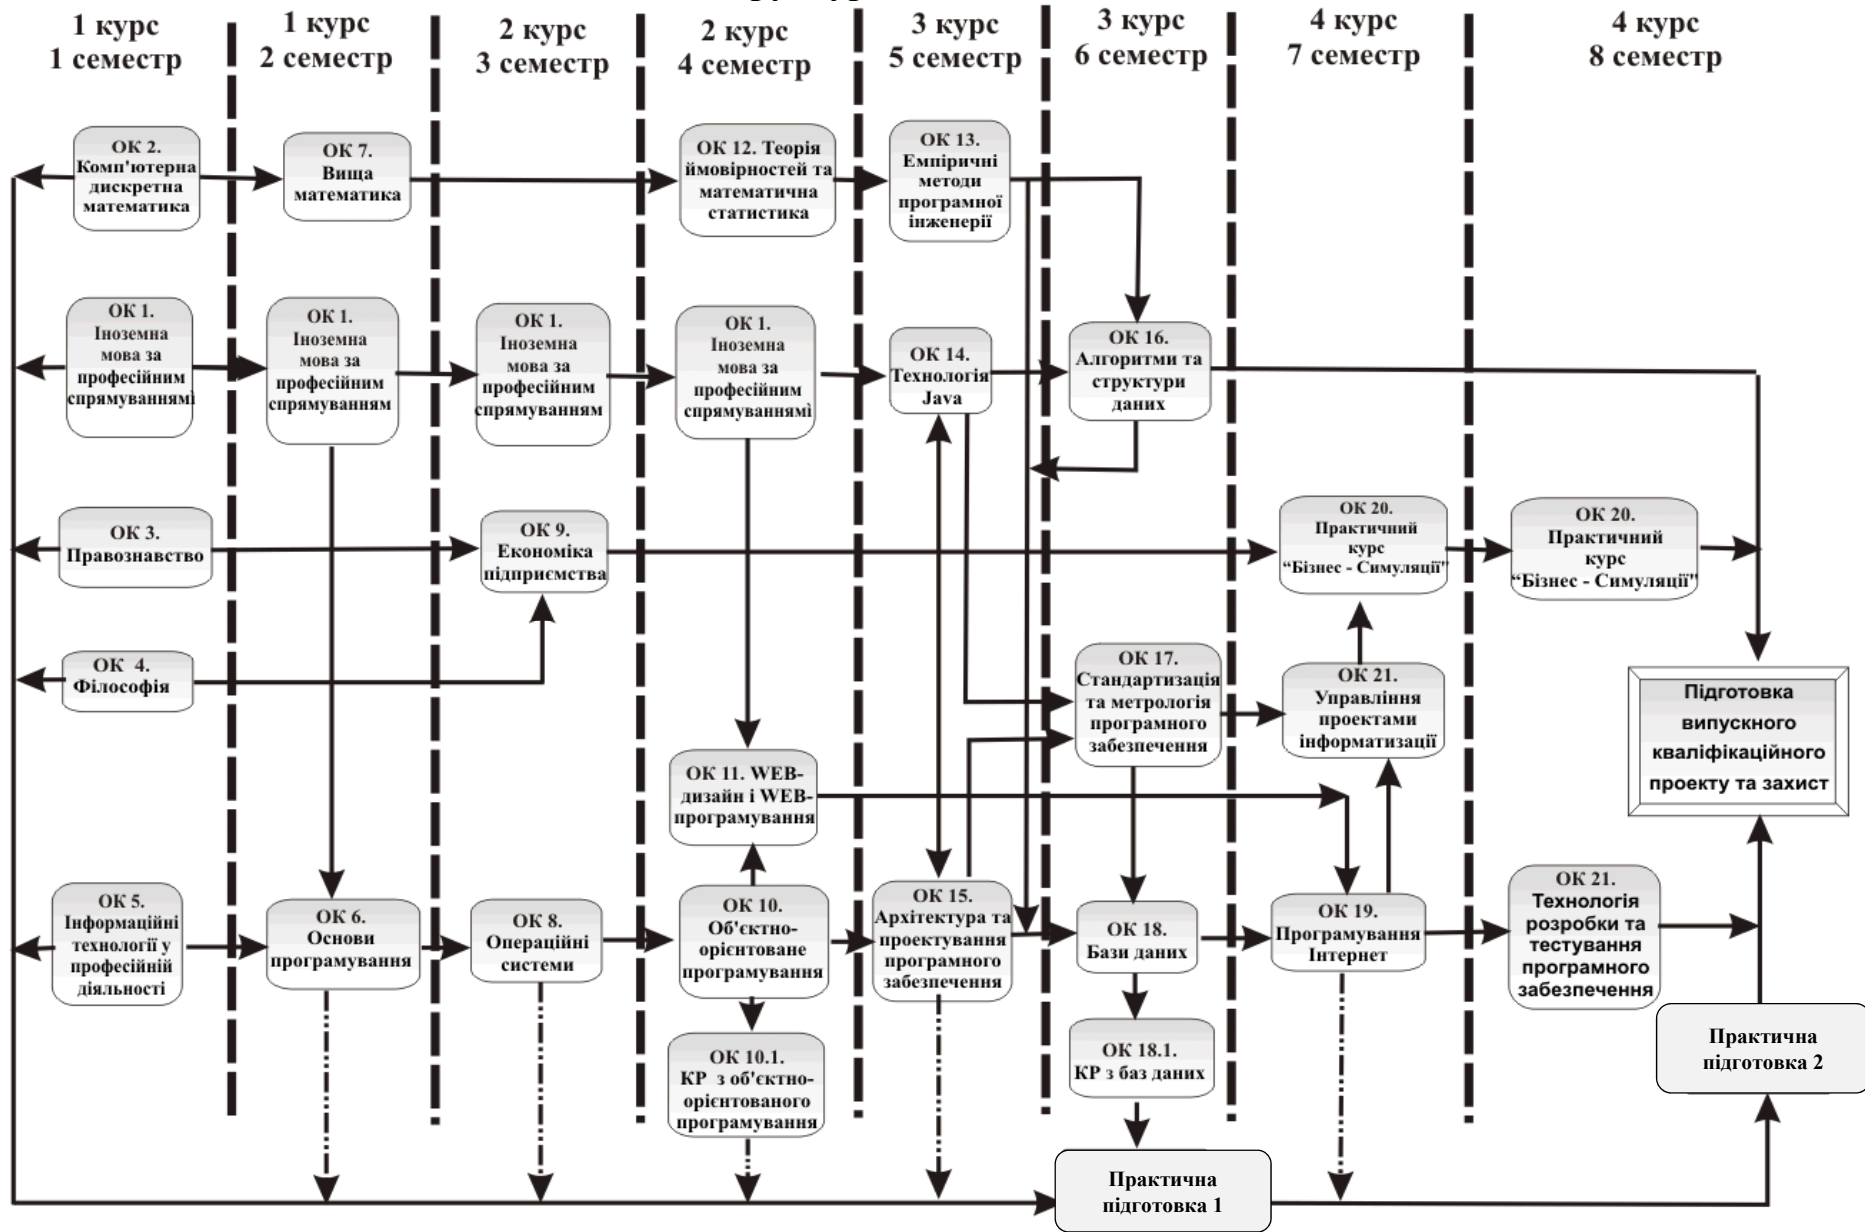 1 курс
1 семестр
1 курс
2 семестр
2 курс
3 семестр
2 курс
4 семестр
3 курс
5 семестр
3 курс
6 семестр
4 курс
7 семестр
4 курс
8 семестр
ОК 2.
Комп'ютерна
дискретна
математика
ОК 7.
Вища
математика
ОК 12. Теорія
ймовірностей та
математична
статистика
ОК 13.
Емпіричні
методи
програмної
інженерії
ОК 1.
Іноземна
мова за
професійним
спрямуваннямі
ОК 1.
Іноземна
мова за
професійним
спрямуванням
ОК 1.
Іноземна
мова за
професійним
спрямуванням
ОК 1.
Іноземна
мова за
професійним
спрямуваннямі
ОК 14.
Технологія
Java
ОК 16.
Алгоритми та
структури
даних
ОК 3.
Правознавство
ОК 9.
Економіка
підприємства
ОК 20.
Практичний
курс
“Бізнес - Симуляції"
ОК 20.
Практичний
курс
“Бізнес - Симуляції"
ОК 4.
Філософія
ОК 17.
Стандартизація
та метрологія
програмного
забезпечення
ОК 21.
Управління
проектами
інформатизації
Підготовка
випускного
кваліфікаційного
проекту та захист
ОК 11. WEB-
дизайн і WEB-
програмування
ОК 5.
Інформаційні
технології у
професійній
діяльності
ОК 6.
Основи
програмування
ОК 8.
Операційні
системи
ОК 10.
Об'єктно-
орієнтоване
програмування
ОК 15.
Архітектура та
проектування
програмного
забезпечення
ОК 18.
Бази даних
ОК 19.
Програмування
Інтернет
ОК 21.
Технологія
розробки та
тестування
програмного
забезпечення
ОК 10.1.
КР з об'єктно-
орієнтованого
програмування
ОК 18.1.
КР з баз даних
Практична
підготовка 2
Практична
підготовка 1